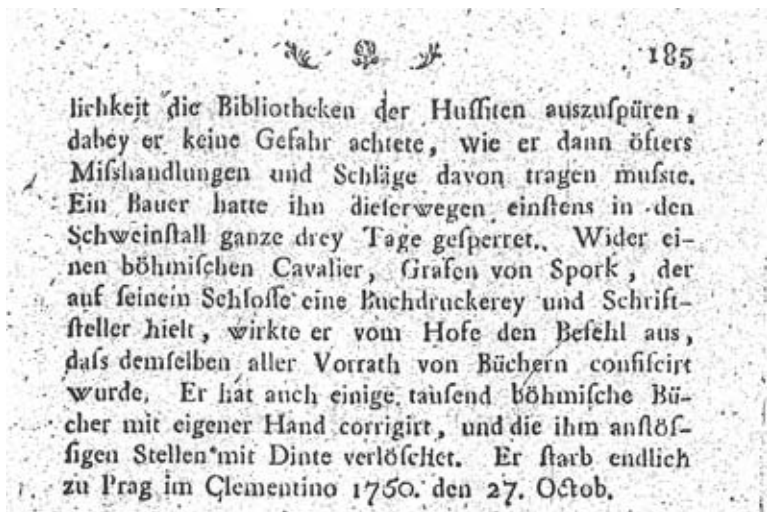 185
lichkeit die Bibliotheken der Huſſiten auszuſpüren,
dabey er keine Gefahr achtete, wie er dann öfters
Miſshandlungen und Schläge davon tragen muſste.
Ein Bauer hatte ihn dieſerwegen einſtens in den
Schweinſtall ganze drey Tage geſperret. Wider ei-
nen böhmiſchen Cavalier, Grafen von Spork, der
auf ſeinem Schloſſe eine Buchdruckerey und Schrift-
ſteller hielt, wirkte er vom Hofe den Befehl aus,
daſs demſelben aller Vorrath von Büchern confiſcirt
wurde. Er hat auch einige tauſend böhmiſche Bü-
cher mit eigener Hand corrigirt, und die ihm anſtöſ-
ſigen Stellen mit Dinte verlöſchet. Er ſtarb endlich
zu Prag im Clementino 1760. den 27. Octob.